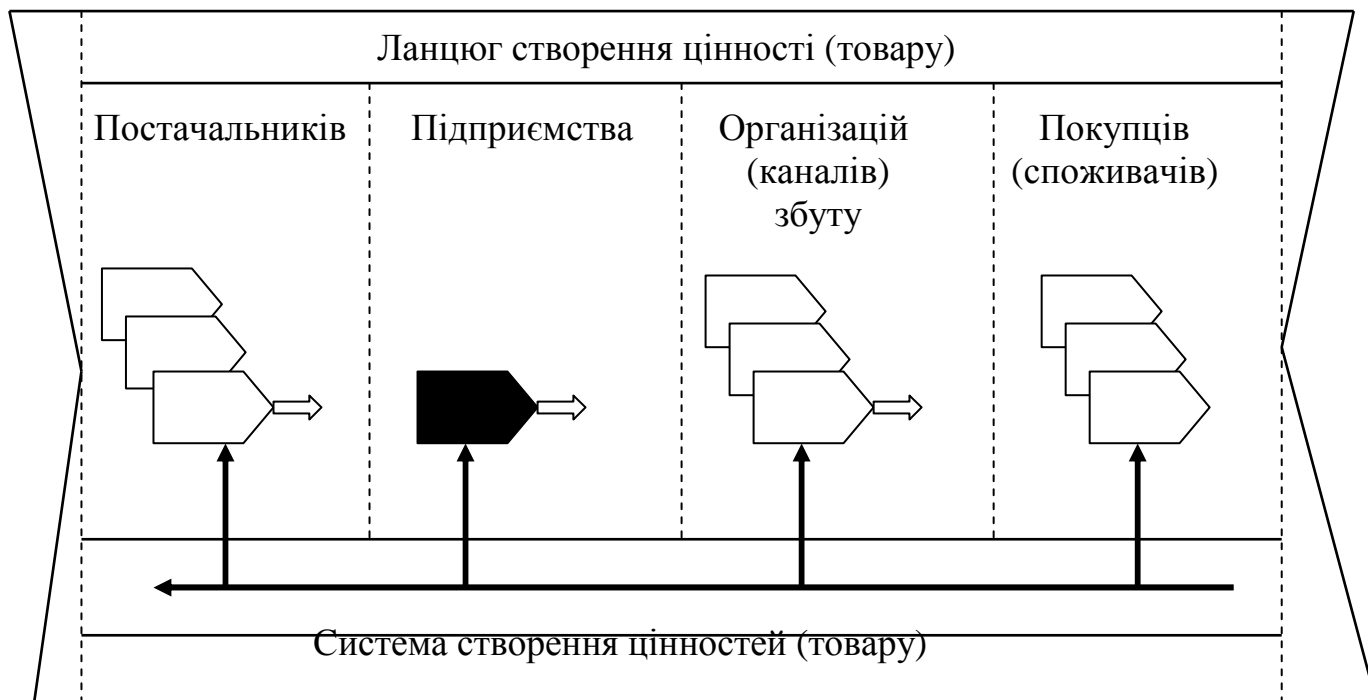 Ланцюг створення цінності (товару)
Постачальників
Підприємства
Організацій
(каналів)
збуту
Покупців
(споживачів)
Система створення цінностей (товару)